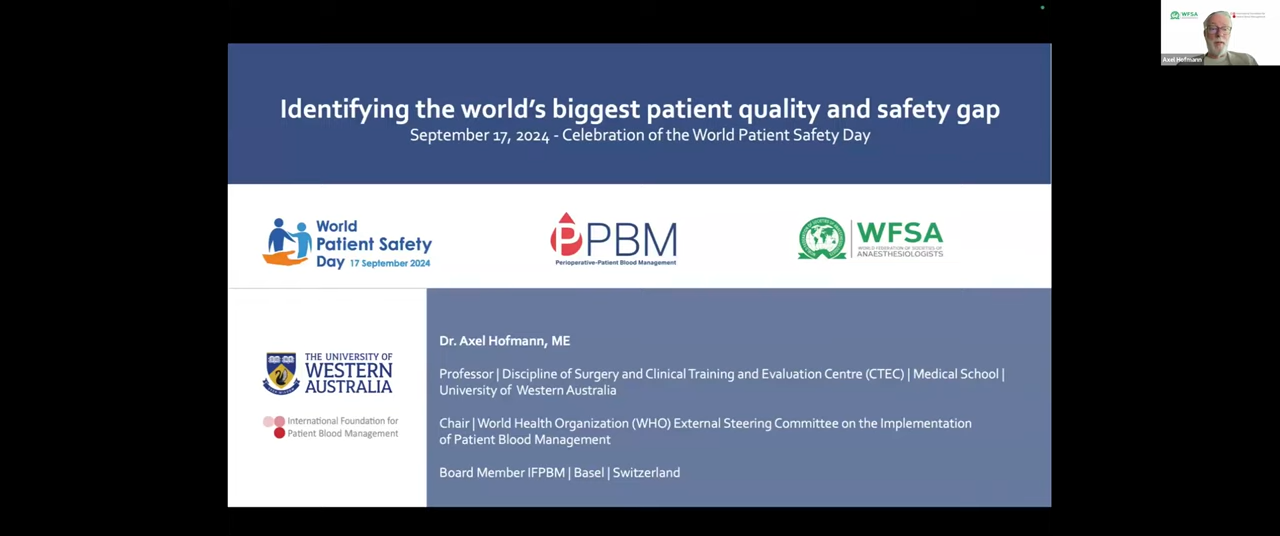 WFSA
Axel Hofmann
Identifying the world's biggest patient quality and safety gap
September 17, 2024 - Celebration of the World Patient Safety Day
World
Patient Safety
Day 17 September 2024
PPBM
Perioperative-Patient Blood Management
WFSA
WORLD FEDERATION OF SOCIETIES OF
ANAESTHESIOLOGISTS
THE UNIVERSITY OF
WESTERN
AUSTRALIA
International Foundation for
Patient Blood Management
Dr. Axel Hofmann, ME
Professor | Discipline of Surgery and Clinical Training and Evaluation Centre (CTEC) | Medical School |
University of Western Australia
Chair | World Health Organization (WHO) External Steering Committee on the Implementation
of Patient Blood Management
Board Member IFPBM | Basel | Switzerland